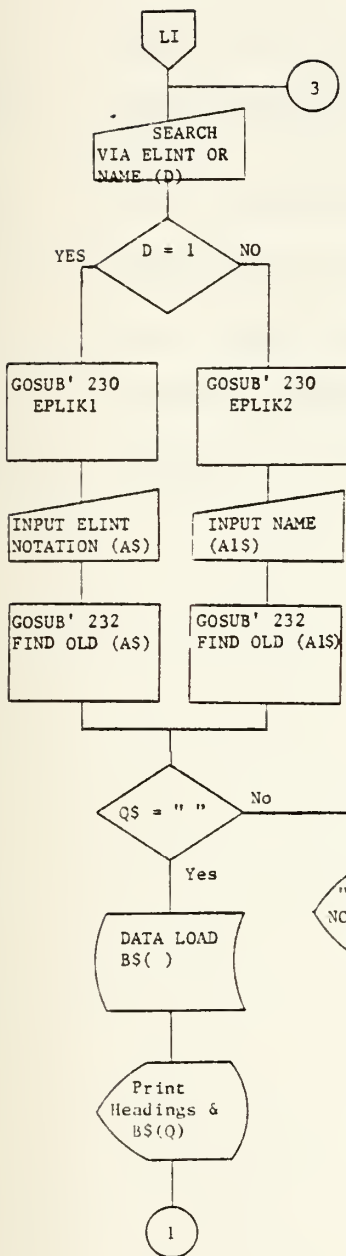 LI
3
SEARCH
VIA ELINT OR
NAME (D)
YES
D = 1
NO
GOSUB' 230
EPLIK1
GOSUB' 230
EPLIK2
INPUT ELINT
NOTATION (A$)
INPUT NAME
(A1$)
GOSUB' 232
FIND OLD (A$)
GOSUB' 232
FIND OLD (A1$)
Q$ = " "
No
Yes
DATA LOAD
B$( )
Print
Headings &
B$(Q)
1